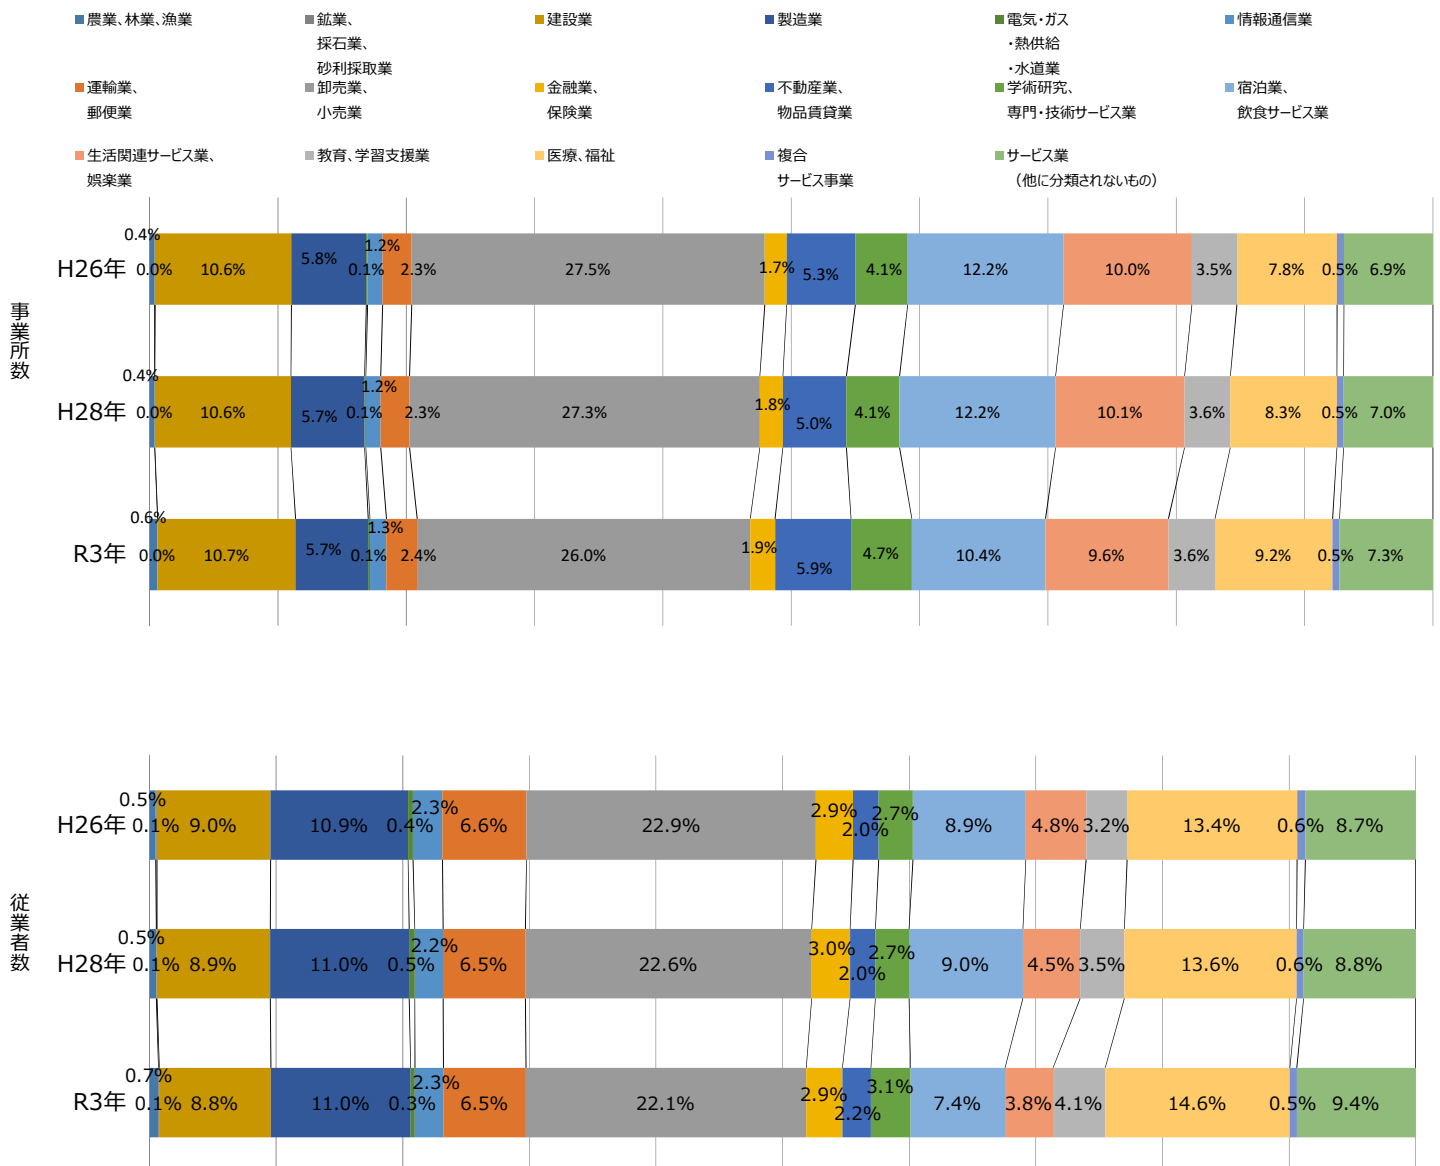 農業、林業、漁業
鉱業、
採石業、
砂利採取業
建設業
製造業
電気・ガス
・熱供給
・水道業
情報通信業
運輸業、
郵便業
卸売業、
小売業
金融業、
保険業
不動産業、
物品賃貸業
学術研究、
専門・技術サービス業
宿泊業、
飲食サービス業
生活関連サービス業、
娯楽業
教育、学習支援業
医療、福祉
複合
サービス事業
サービス業
(他に分類されないもの)
事業所数
H26年
0.4% 0.0% 10.6% 5.8% 0.1% 1.2% 2.3% 27.5% 1.7% 5.3% 4.1% 12.2% 10.0% 3.5% 7.8% 0.5% 6.9%
H28年
0.4% 0.0% 10.6% 5.7% 0.1% 1.2% 2.3% 27.3% 1.8% 5.0% 4.1% 12.2% 10.1% 3.6% 8.3% 0.5% 7.0%
R3年
0.6% 0.0% 10.7% 5.7% 0.1% 1.3% 2.4% 26.0% 1.9% 5.9% 4.7% 10.4% 9.6% 3.6% 9.2% 0.5% 7.3%
従業者数
H26年
0.5% 0.1% 9.0% 10.9% 0.4% 2.3% 6.6% 22.9% 2.9% 2.0% 2.7% 8.9% 4.8% 3.2% 13.4% 0.6% 8.7%
H28年
0.5% 0.1% 8.9% 11.0% 0.5% 2.2% 6.5% 22.6% 3.0% 2.0% 2.7% 9.0% 4.5% 3.5% 13.6% 0.6% 8.8%
R3年
0.7% 0.1% 8.8% 11.0% 0.3% 2.3% 6.5% 22.1% 2.9% 2.2% 3.1% 7.4% 3.8% 4.1% 14.6% 0.5% 9.4%